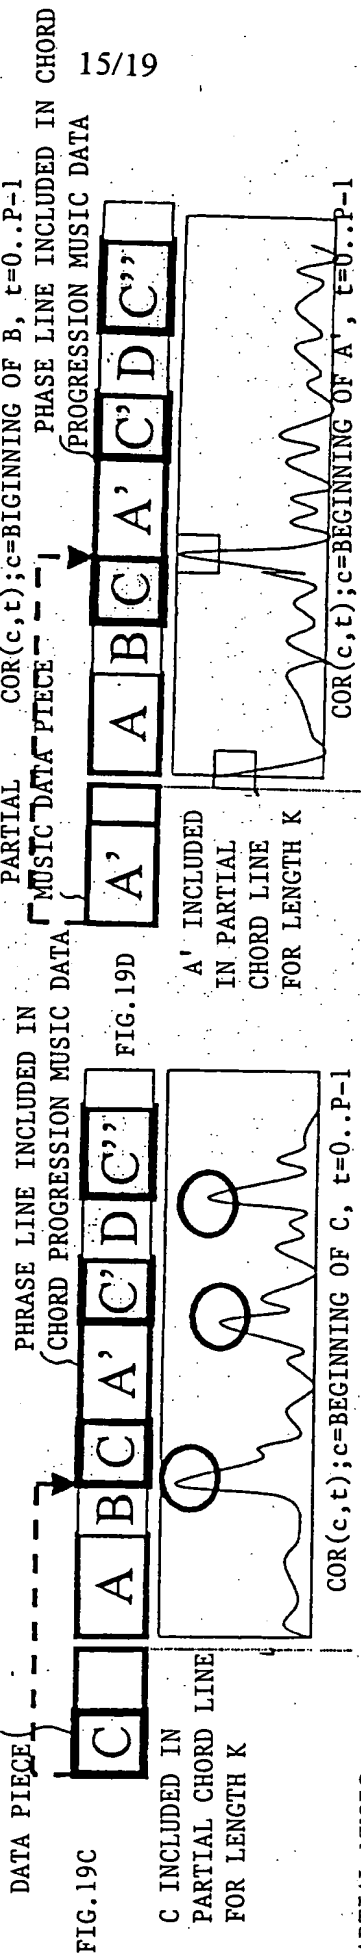 15/19
DATA PIECE
PHRASE LINE INCLUDED IN
CHORD PROGRESSION MUSIC DATA
C A B C A' C' D C''
FIG.19C
C INCLUDED IN
PARTIAL CHORD LINE
FOR LENGTH K
COR(c,t);c=BEGINNING OF C, t=0..P-1
PARTIAL
MUSIC DATA PIECE
COR(c,t);c=BIGINNING OF B, t=0..P-1
PHASE LINE INCLUDED IN CHORD
PROGRESSION MUSIC DATA
A' A B C A' C' D C''
FIG.19D
A' INCLUDED
IN PARTIAL
CHORD LINE
FOR LENGTH K
COR(c,t);c=BEGINNING OF A', t=0..P-1